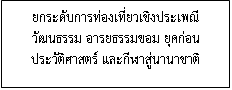 ยกระดับการท่องเที่ยวเชิงประเพณี
วัฒนธรรม อารยธรรมขอม ยุคก่อน
ประวัติศาสตร์ และกีฬาสู่นานาชาติ